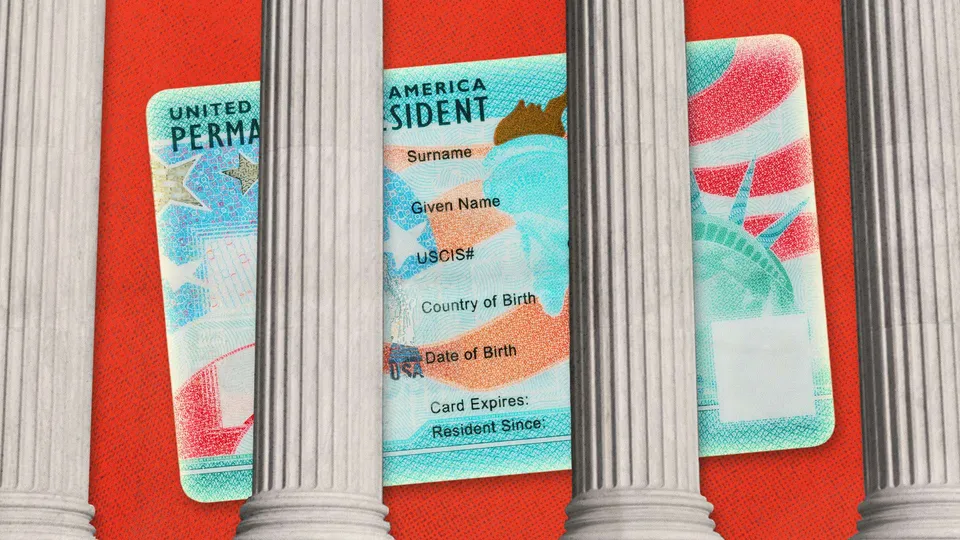 UNITED AMERICA
PERMA SIDENT
Surname
Given Name
USCIS#
Country of Birth
Date of Birth
USA
Card Expires:
Resident Since: